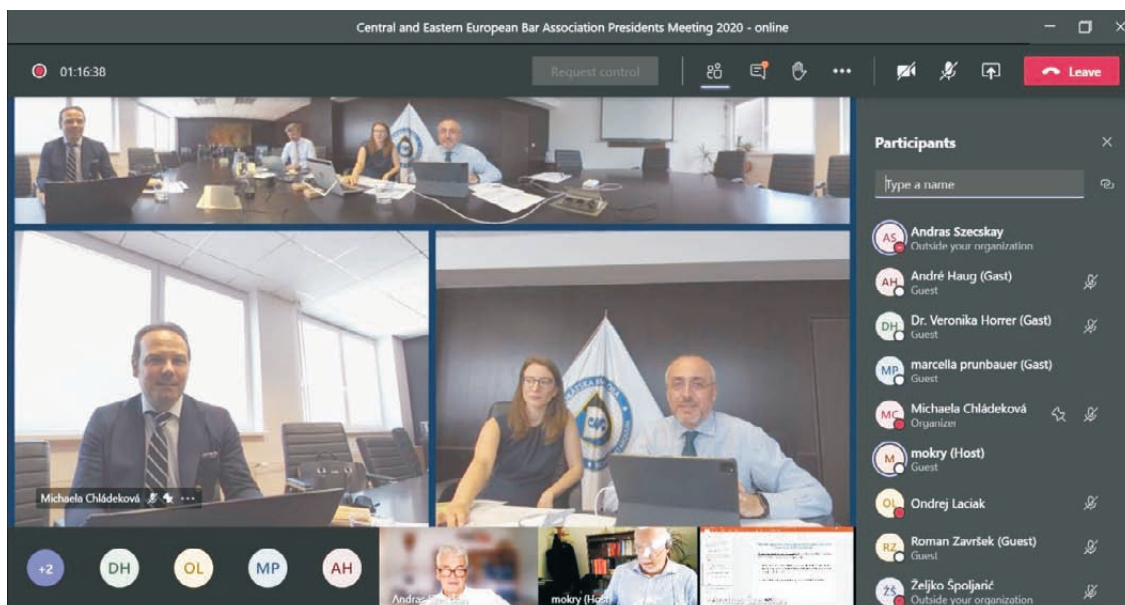 Central and Eastern European Bar Association Presidents Meeting 2020 - online
01:16:38
Request control
Leave
Participants
Type a name
AS
Andras Szecskay
Outside your organization
AH
André Haug (Gast)
Guest
DH
Dr. Veronika Horrer (Gast)
Guest
MP
marcella prunbauer (Gast)
Guest
MC
Michaela Chládeková
Organizer
M
mokry (Host)
Guest
OL
Ondrej Laciak
RZ
Roman Završek (Guest)
Guest
ŽŠ
Željko Špoljarić
Outside your organization
Michaela Chládeková
+2
DH
OL
MP
AH
mokry (Host)